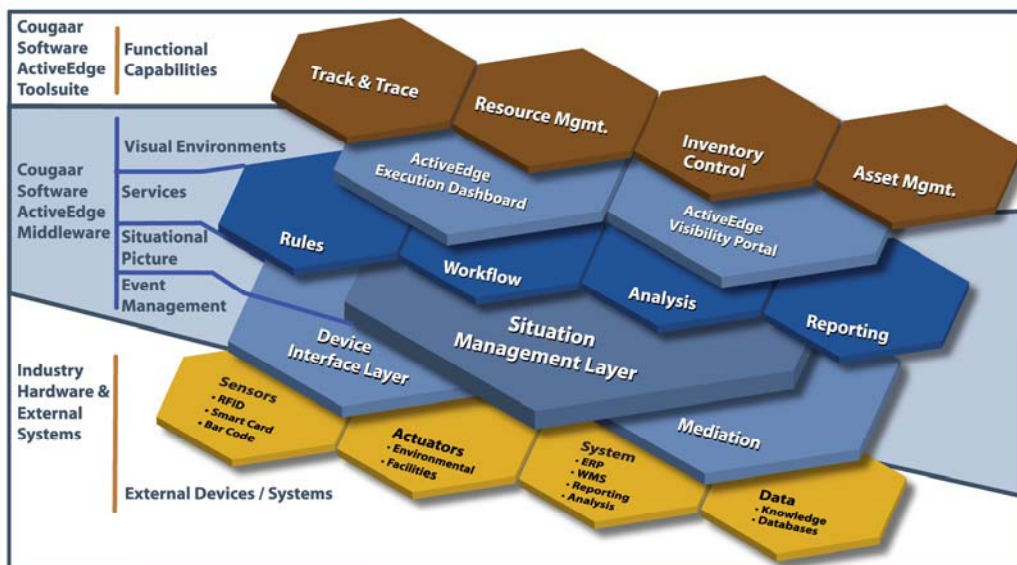 Cougaar
Software
ActiveEdge
Toolsuite
Functional
Capabilities
Cougaar
Software
ActiveEdge
Middleware
Visual Environments
Services
Situational
Picture
Event
Management
Industry
Hardware &
External
Systems
External Devices / Systems
Track & Trace
Resource Mgmt.
Inventory
Control
Asset Mgmt.
ActiveEdge
Execution Dashboard
ActiveEdge
Visibility Portal
Rules
Workflow
Analysis
Reporting
Situation
Management Layer
Device
Interface Layer
Mediation
Sensors
• RFID
• Smart Card
• Bar Code
Actuators
• Environmental
• Facilities
System
• ERP
• WMS
• Reporting
• Analysis
Data
• Knowledge
• Databases